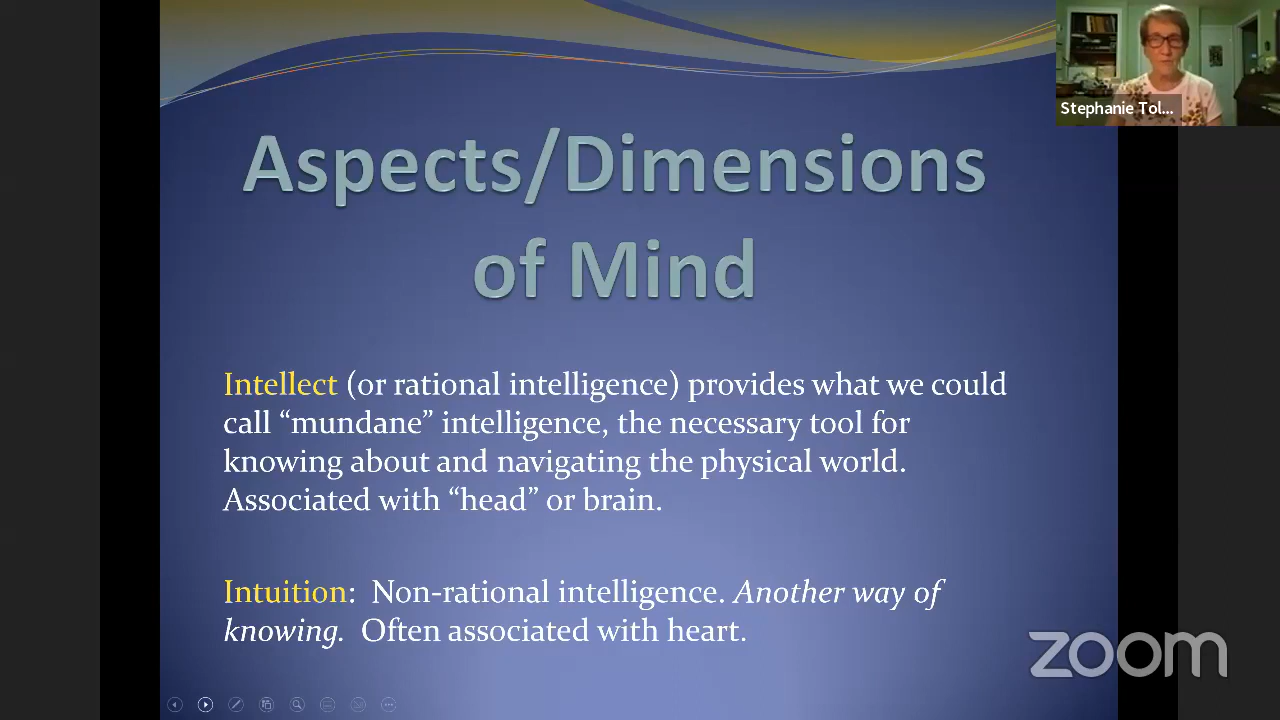 Stephanie Tol...
Aspects/Dimensions
of Mind
Intellect (or rational intelligence) provides what we could
call “mundane” intelligence, the necessary tool for
knowing about and navigating the physical world.
Associated with “head” or brain.
Intuition:  Non-rational intelligence. Another way of
knowing.  Often associated with heart.
zoom